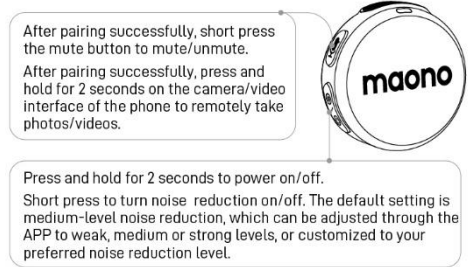 After pairing successfully, short press
the mute button to mute/unmute.
After pairing successfully, press and
hold for 2 seconds on the camera/video
interface of the phone to remotely take
photos/videos.
maono
Press and hold for 2 seconds to power on/off.
Short press to turn noise reduction on/off. The default setting is
medium-level noise reduction, which can be adjusted through the
APP to weak, medium or strong levels, or customized to your
preferred noise reduction level.